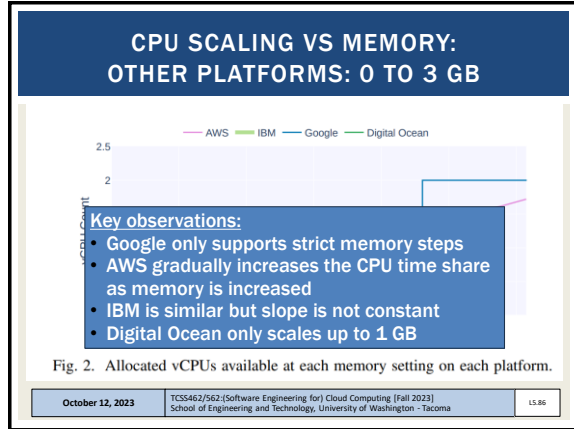 CPU SCALING VS MEMORY:
OTHER PLATFORMS: 0 TO 3 GB
AWS IBM Google Digital Ocean
2.5
2
Key observations:
• Google only supports strict memory steps
• AWS gradually increases the CPU time share
as memory is increased
• IBM is similar but slope is not constant
• Digital Ocean only scales up to 1 GB
Fig. 2. Allocated vCPUs available at each memory setting on each platform.
October 12, 2023
TCSS462/562:(Software Engineering for) Cloud Computing [Fall 2023]
School of Engineering and Technology, University of Washington - Tacoma
L5.86